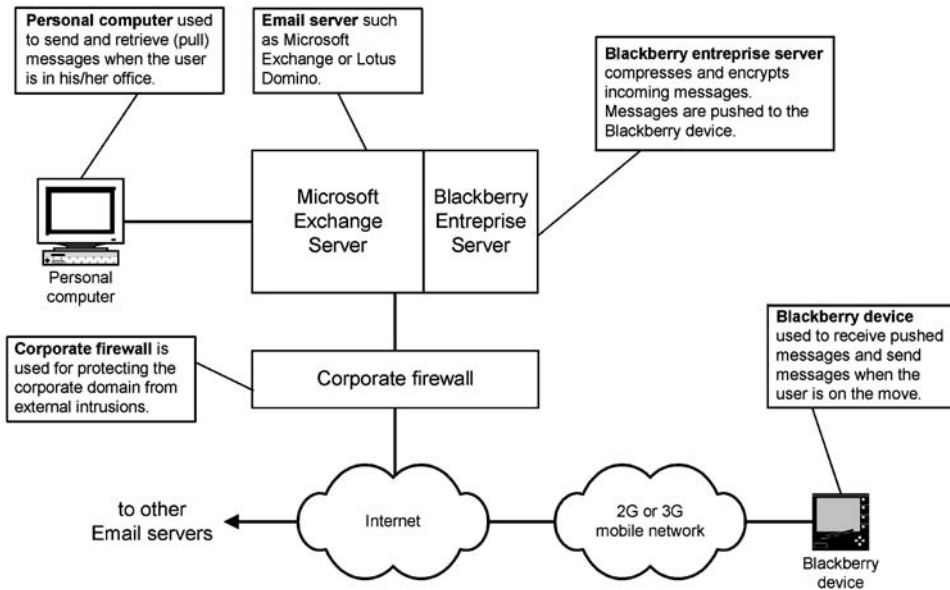 Personal computer used
to send and retrieve (pull)
messages when the user
is in his/her office.
Email server such
as Microsoft
Exchange or Lotus
Domino.
Blackberry entreprise server
compresses and encrypts
incoming messages.
Messages are pushed to the
Blackberry device.
Microsoft
Exchange
Server
Blackberry
Entreprise
Server
Personal
computer
Corporate firewall is
used for protecting the
corporate domain from
external intrusions.
Corporate firewall
Blackberry device
used to receive pushed
messages and send
messages when the
user is on the move.
to other
Email servers
Internet
2G or 3G
mobile network
Blackberry
device